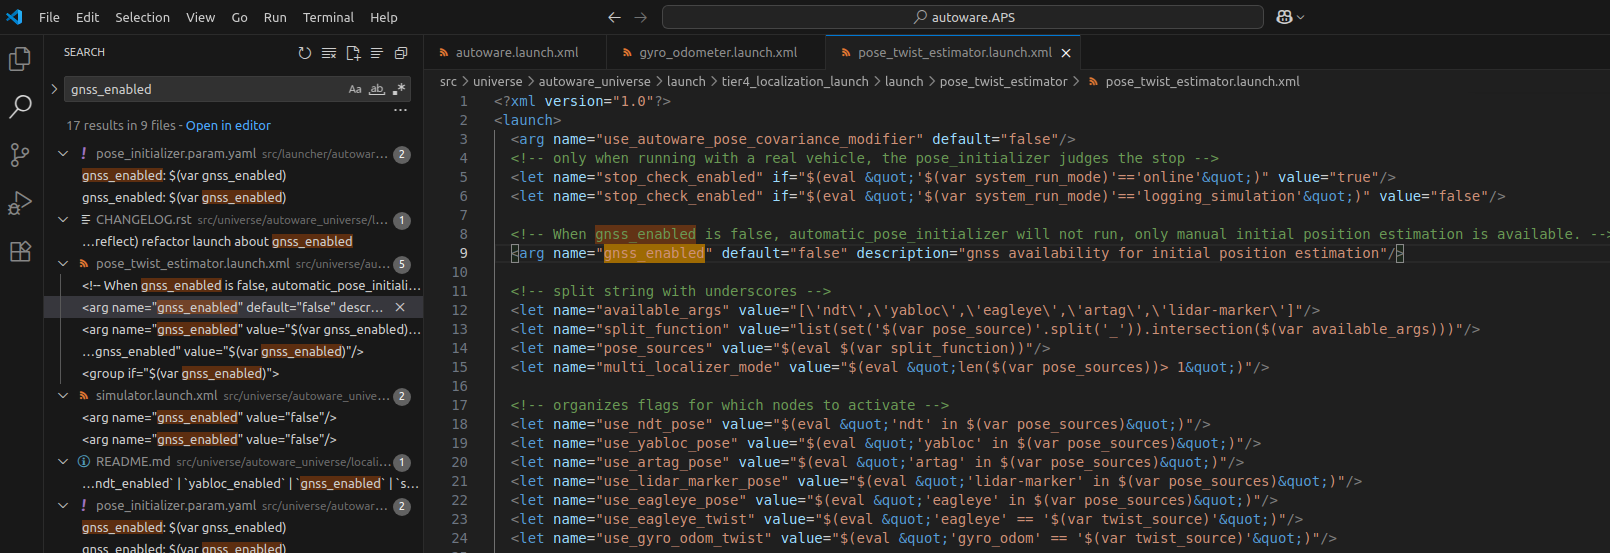 File Edit Selection View Go Run Terminal Help
autoware.APS
SEARCH
gnss_enabled
Aa ab .*
17 results in 9 files - Open in editor
pose_initializer.param.yaml src/launcher/autowar... 2
gnss_enabled: $(var gnss_enabled)
gnss_enabled: $(var gnss_enabled)
CHANGELOG.rst src/universe/autoware_universe/l... 1
...reflect) refactor launch about gnss_enabled
pose_twist_estimator.launch.xml src/universe/au... 5
<!-- When gnss_enabled is false, automatic_pose_initiali...
<arg name="gnss_enabled" default="false" descr...
<arg name="gnss_enabled" value="$(var gnss_enabled)...
...gnss_enabled" value="$(var gnss_enabled)"/>
<group if="$(var gnss_enabled)">
simulator.launch.xml src/universe/autoware_unive... 2
<arg name="gnss_enabled" value="false"/>
<arg name="gnss_enabled" value="false"/>
README.md src/universe/autoware_universe/locali... 1
...ndt_enabled` | `yabloc_enabled` | `gnss_enabled` | `s...
pose_initializer.param.yaml src/universe/autowar... 2
gnss_enabled: $(var gnss_enabled)
gnss_enabled: $(var gnss_enabled)
autoware.launch.xml gyro_odometer.launch.xml pose_twist_estimator.launch.xml
src > universe > autoware_universe > launch > tier4_localization_launch > launch > pose_twist_estimator > pose_twist_estimator.launch.xml
1 <?xml version="1.0"?>
2 <launch>
3 <arg name="use_autoware_pose_covariance_modifier" default="false"/>
4 <!-- only when running with a real vehicle, the pose_initializer judges the stop -->
5 <let name="stop_check_enabled" if="$(eval &quot;'$(var system_run_mode)'=='online'&quot;)" value="true"/>
6 <let name="stop_check_enabled" if="$(eval &quot;'$(var system_run_mode)'=='logging_simulation'&quot;)" value="false"/>
7
8 <!-- When gnss_enabled is false, automatic_pose_initializer will not run, only manual initial position estimation is available. -->
9 <arg name="gnss_enabled" default="false" description="gnss availability for initial position estimation"/>
10
11 <!-- split string with underscores -->
12 <let name="available_args" value="[\'ndt\',\'yabloc\',\'eagleye\',\'artag\',\'lidar-marker\']"/>
13 <let name="split_function" value="list(set('$(var pose_source)'.split('_')).intersection($(var available_args)))"/>
14 <let name="pose_sources" value="$(eval $(var split_function))"/>
15 <let name="multi_localizer_mode" value="$(eval &quot;len($(var pose_sources))> 1&quot;)"/>
16
17 <!-- organizes flags for which nodes to activate -->
18 <let name="use_ndt_pose" value="$(eval &quot;'ndt' in $(var pose_sources)&quot;)"/>
19 <let name="use_yabloc_pose" value="$(eval &quot;'yabloc' in $(var pose_sources)&quot;)"/>
20 <let name="use_artag_pose" value="$(eval &quot;'artag' in $(var pose_sources)&quot;)"/>
21 <let name="use_lidar_marker_pose" value="$(eval &quot;'lidar-marker' in $(var pose_sources)&quot;)"/>
22 <let name="use_eagleye_pose" value="$(eval &quot;'eagleye' in $(var pose_sources)&quot;)"/>
23 <let name="use_eagleye_twist" value="$(eval &quot;'eagleye' == '$(var twist_source)'&quot;)"/>
24 <let name="use_gyro_odom_twist" value="$(eval &quot;'gyro_odom' == '$(var twist_source)'&quot;)"/>